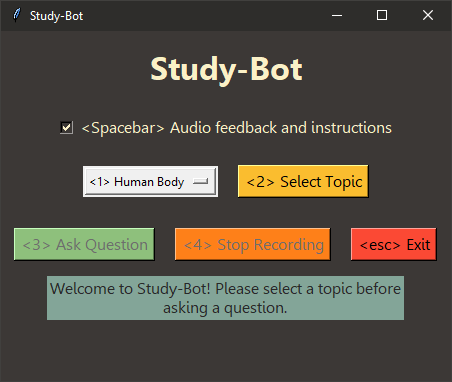 Study-Bot
Study-Bot
<Spacebar> Audio feedback and instructions
<1> Human Body
<2> Select Topic
<3> Ask Question
<4> Stop Recording
<esc> Exit
Welcome to Study-Bot! Please select a topic before
asking a question.